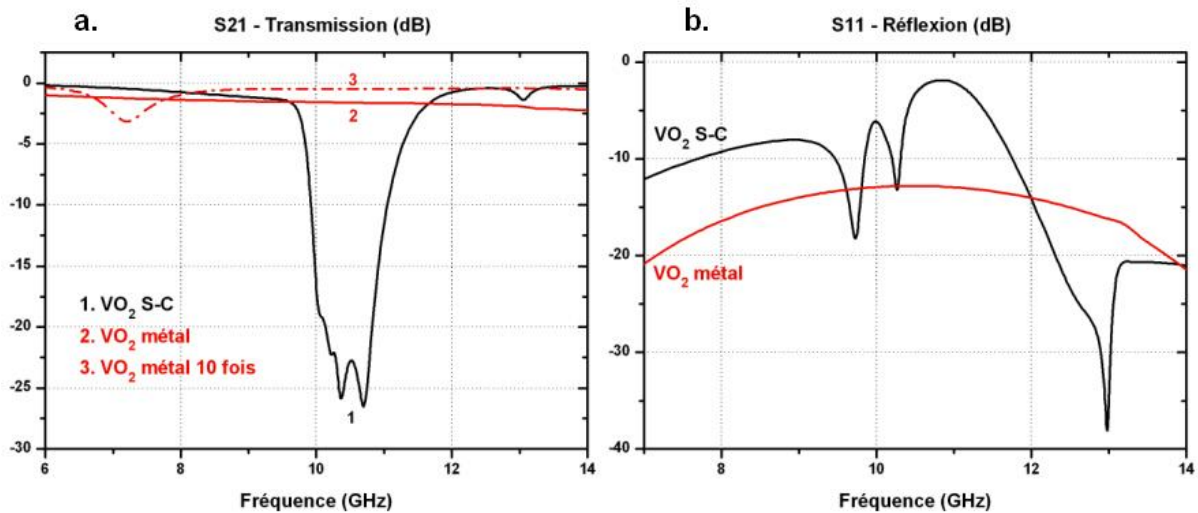 a.
S21 - Transmission (dB)
0
-5
-10
-15
-20
-25
-30
3
2
1
1. VO2 S-C
2. VO2 métal
3. VO2 métal 10 fois
6
8
10
12
14
Fréquence (GHz)
b.
S11 - Réflexion (dB)
0
-10
-20
-30
-40
VO2 S-C
VO2 métal
8
10
12
14
Fréquence (GHz)